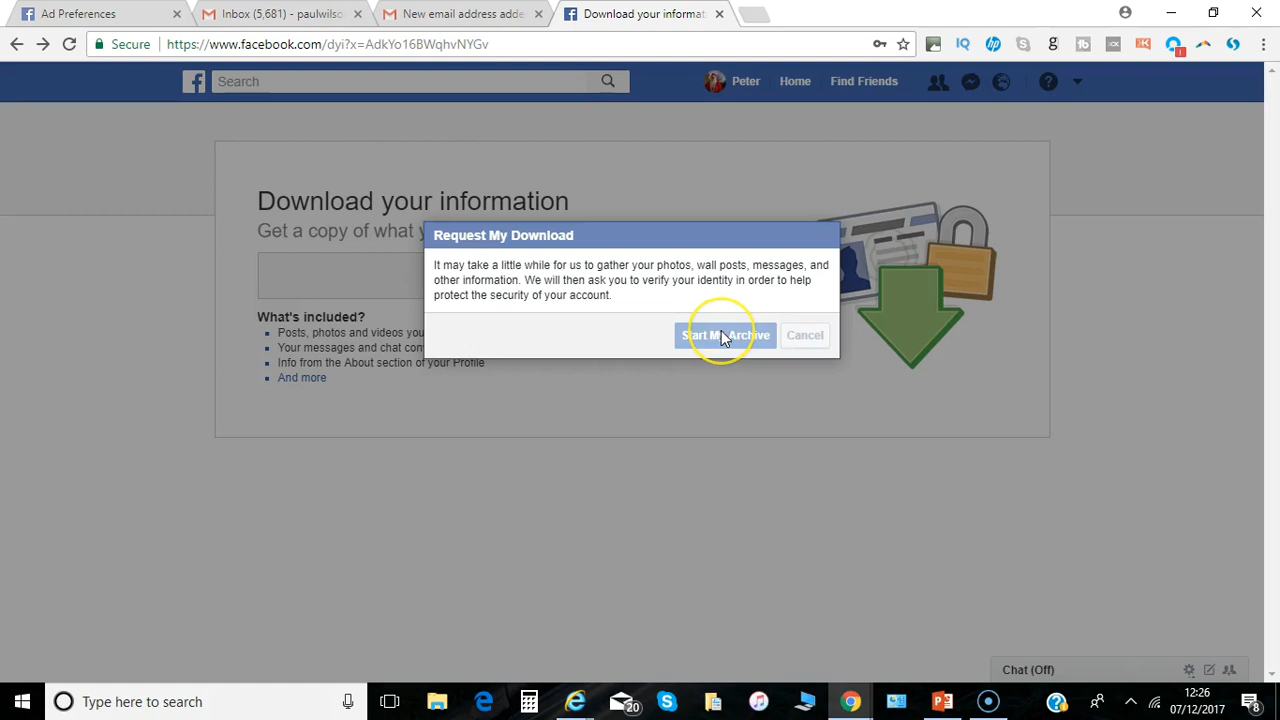 Ad Preferences
Inbox (5,681) - paulwilso
New email address adde
Download your informat
Secure
https://www.facebook.com/dyi?x=AdkYo16BWqhvNYGv
Search
Peter
Home
Find Friends
Download your information
Get a copy of what y
Request My Download
It may take a little while for us to gather your photos, wall posts, messages, and
other information. We will then ask you to verify your identity in order to help
protect the security of your account.
Start My Archive
Cancel
What's included?
Posts, photos and videos you
Your messages and chat con
Info from the About section of your Profile
And more
Chat (Off)
Type here to search
20
12:26
07/12/2017
8